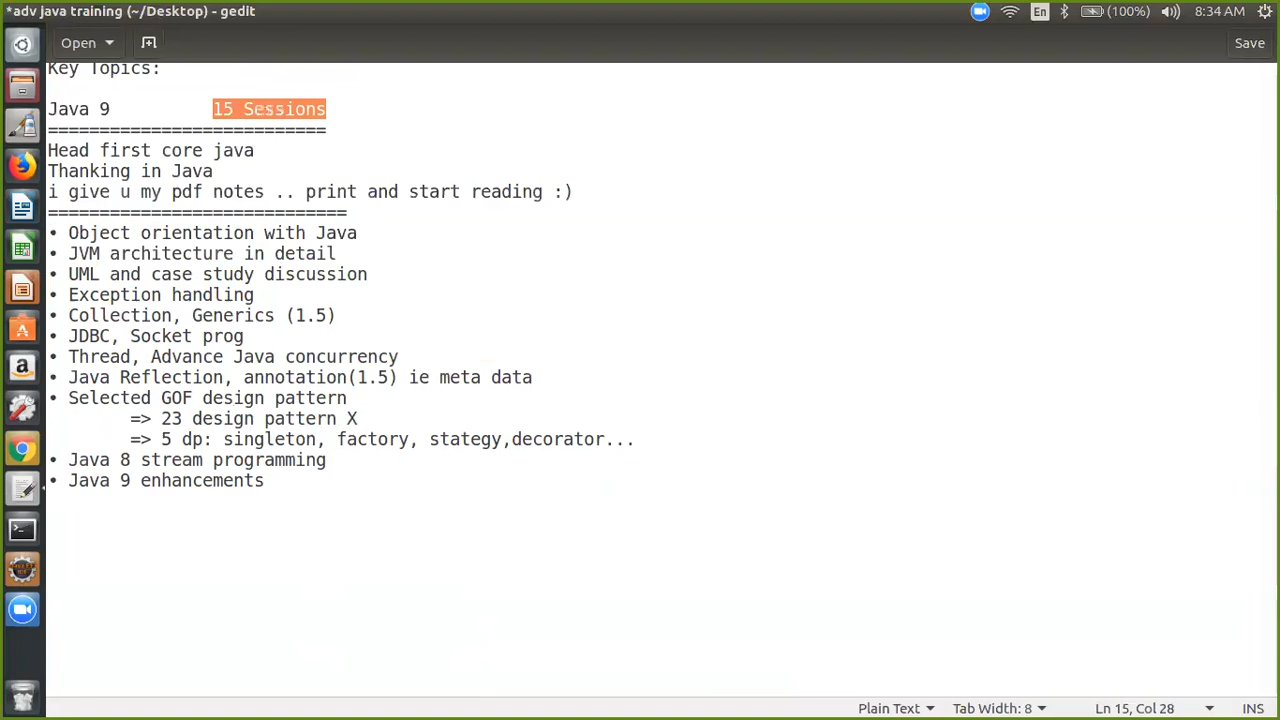 *adv java training (~/Desktop) - gedit
En
(100%)
8:34 AM
Open
Save
Key Topics:
Java 9 15 Sessions
===========================
Head first core java
Thanking in Java
i give u my pdf notes .. print and start reading :)
=============================
• Object orientation with Java
• JVM architecture in detail
• UML and case study discussion
• Exception handling
• Collection, Generics (1.5)
• JDBC, Socket prog
• Thread, Advance Java concurrency
• Java Reflection, annotation(1.5) ie meta data
• Selected GOF design pattern
=> 23 design pattern X
=> 5 dp: singleton, factory, stategy,decorator...
• Java 8 stream programming
• Java 9 enhancements
Plain Text Tab Width: 8 Ln 15, Col 28 INS